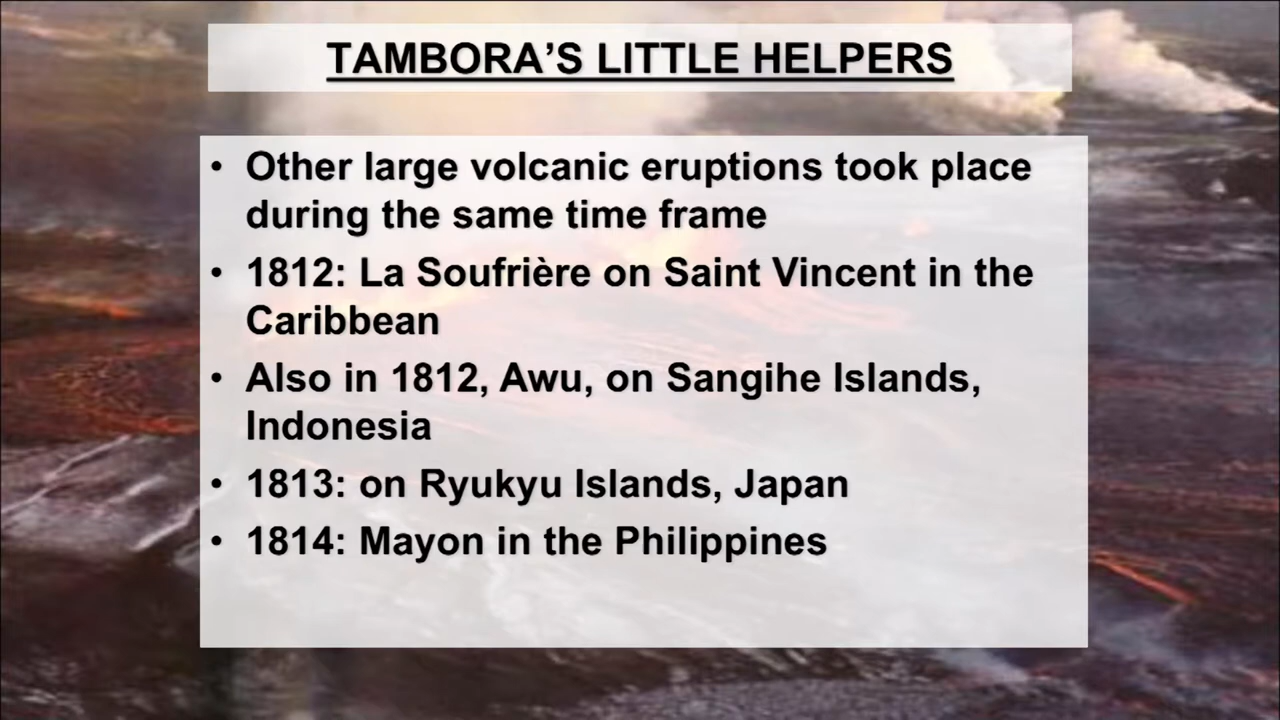 TAMBORA’S LITTLE HELPERS
• Other large volcanic eruptions took place
during the same time frame
• 1812: La Soufrière on Saint Vincent in the
Caribbean
• Also in 1812, Awu, on Sangihe Islands,
Indonesia
• 1813: on Ryukyu Islands, Japan
• 1814: Mayon in the Philippines